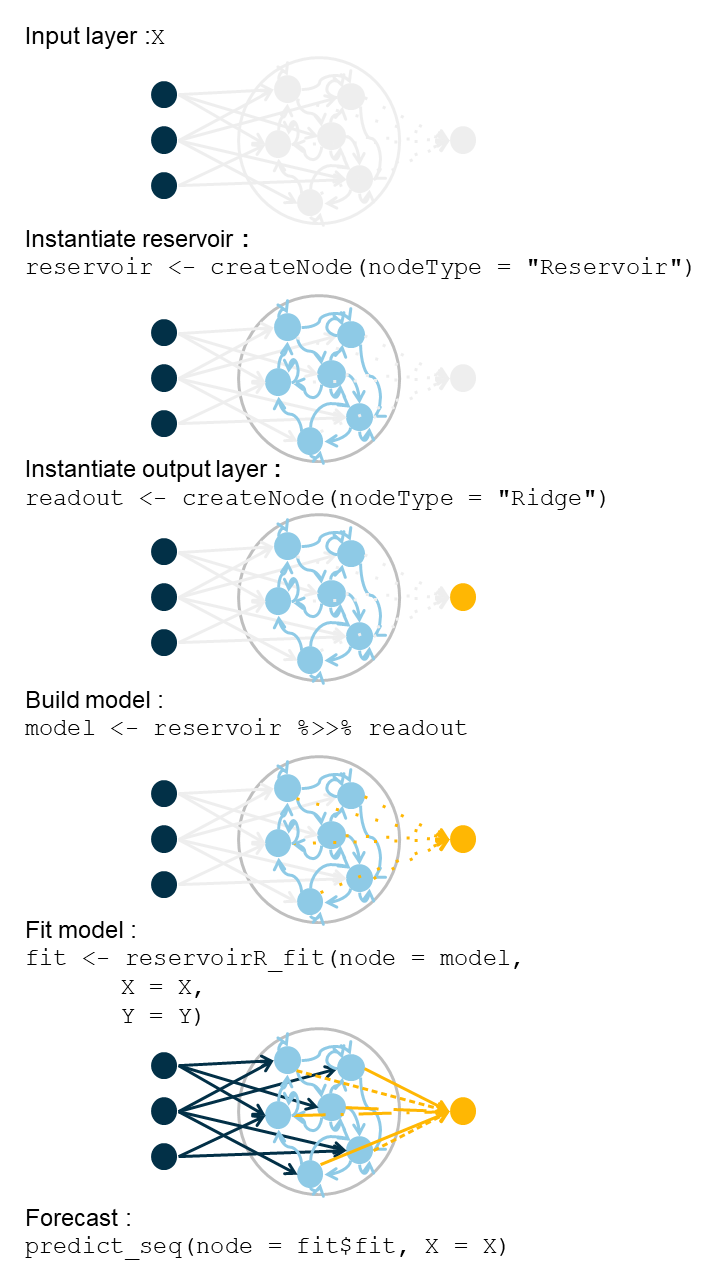 Input layer :X
Instantiate reservoir :
reservoir <- createNode(nodeType = "Reservoir")
Instantiate output layer :
readout <- createNode(nodeType = "Ridge")
Build model :
model <- reservoir %>>% readout
Fit model :
fit <- reservoirR_fit(node = model,
X = X,
Y = Y)
Forecast :
predict_seq(node = fit$fit, X = X)